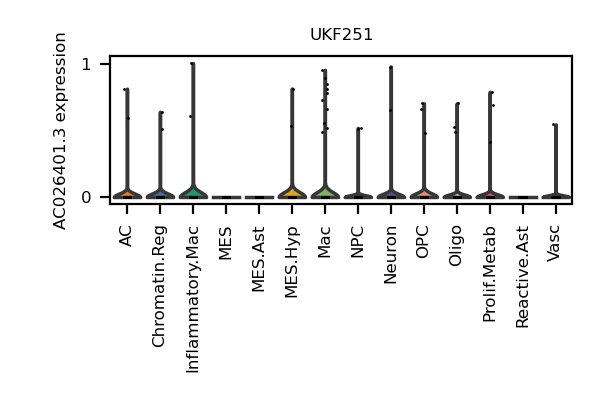 UKF251
AC026401.3 expression
1
0
AC
Chromatin.Reg
Inflammatory.Mac
MES
MES.Ast
MES.Hyp
Mac
NPC
Neuron
OPC
Oligo
Prolif.Metab
Reactive.Ast
Vasc